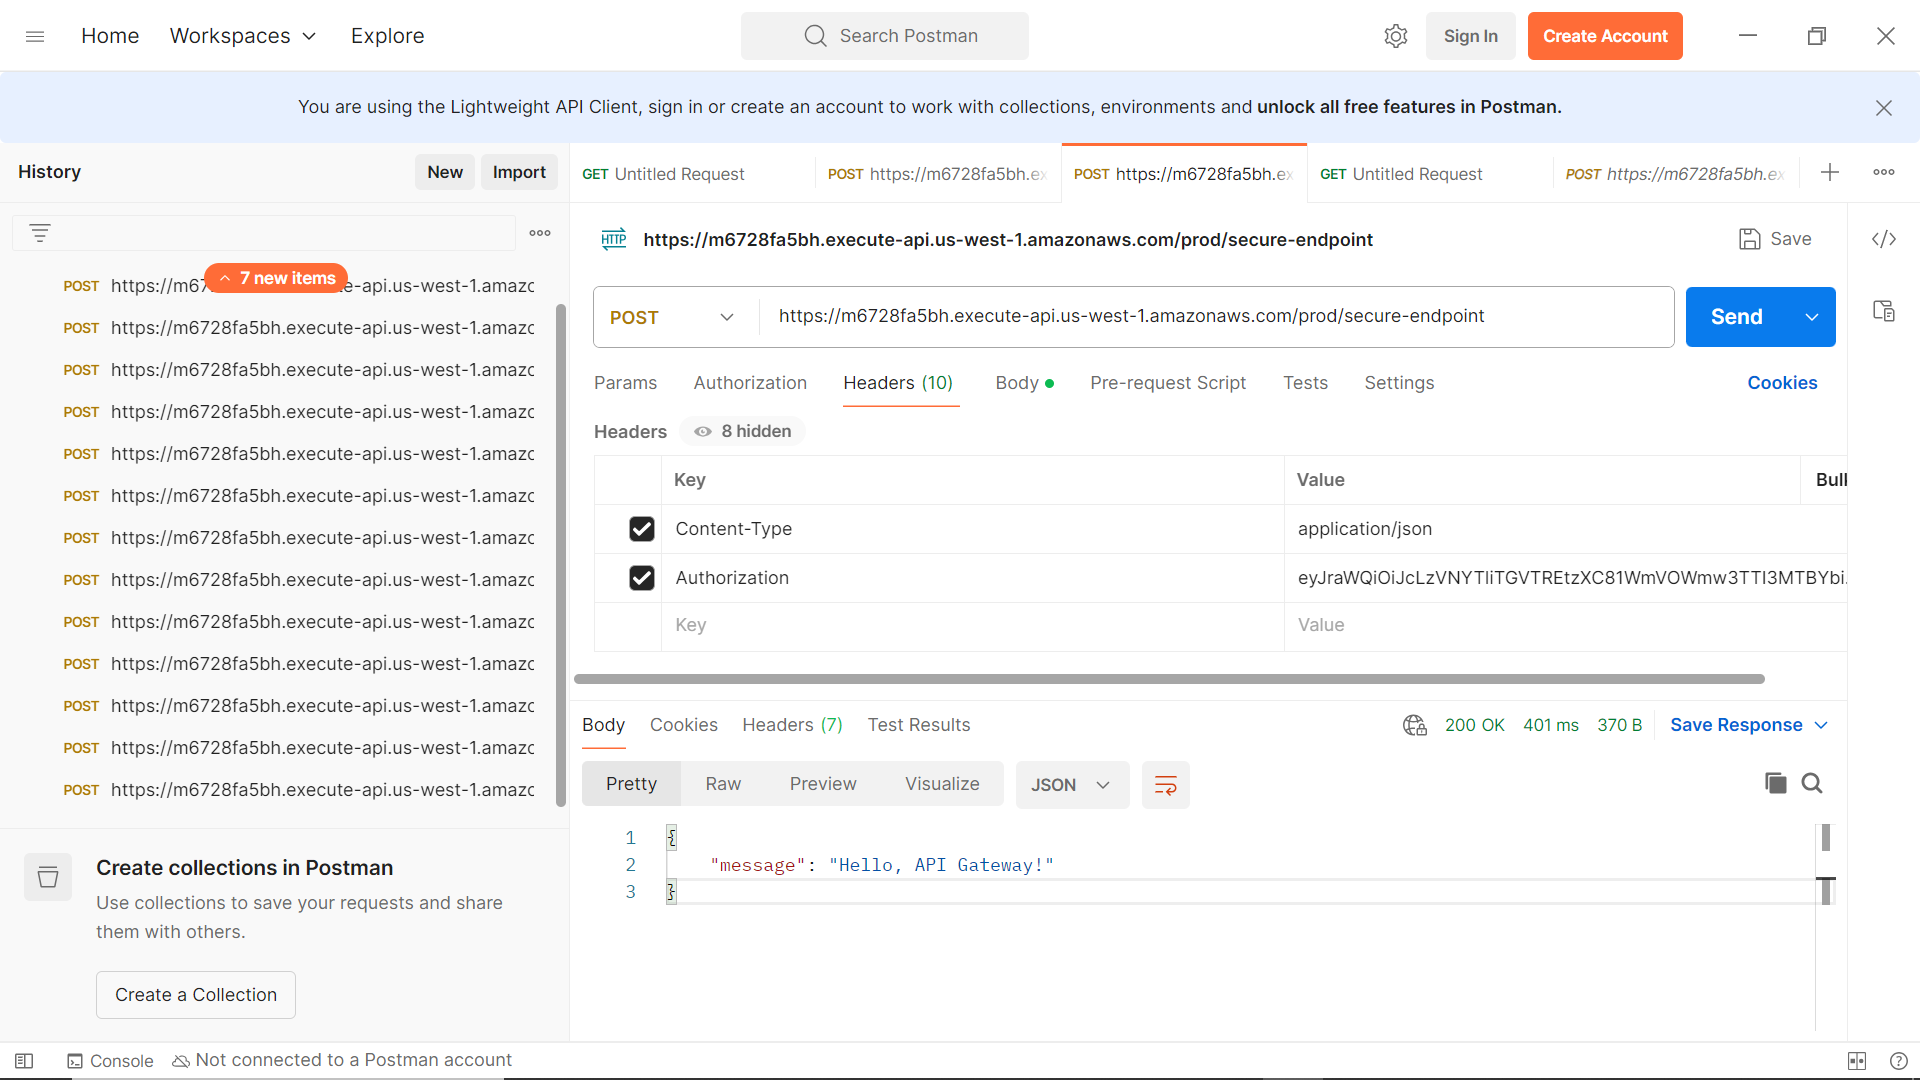 Home Workspaces Explore Search Postman Sign In Create Account
You are using the Lightweight API Client, sign in or create an account to work with collections, environments and unlock all free features in Postman.
History New Import
GET Untitled Request POST https://m6728fa5bh.ex POST https://m6728fa5bh.ex GET Untitled Request POST https://m6728fa5bh.ex
HTTP https://m6728fa5bh.execute-api.us-west-1.amazonaws.com/prod/secure-endpoint Save
7 new items
POST https://m67 e-api.us-west-1.amazc
POST https://m6728fa5bh.execute-api.us-west-1.amazc
POST https://m6728fa5bh.execute-api.us-west-1.amazc
POST https://m6728fa5bh.execute-api.us-west-1.amazc
POST https://m6728fa5bh.execute-api.us-west-1.amazc
POST https://m6728fa5bh.execute-api.us-west-1.amazc
POST https://m6728fa5bh.execute-api.us-west-1.amazc
POST https://m6728fa5bh.execute-api.us-west-1.amazc
POST https://m6728fa5bh.execute-api.us-west-1.amazc
POST https://m6728fa5bh.execute-api.us-west-1.amazc
POST https://m6728fa5bh.execute-api.us-west-1.amazc
POST https://m6728fa5bh.execute-api.us-west-1.amazc
POST https://m6728fa5bh.execute-api.us-west-1.amazc
Create collections in Postman
Use collections to save your requests and share
them with others.
Create a Collection
POST https://m6728fa5bh.execute-api.us-west-1.amazonaws.com/prod/secure-endpoint Send
Params Authorization Headers (10) Body Pre-request Script Tests Settings Cookies
Headers 8 hidden
Key Value Bulk
Content-Type application/json
Authorization eyJraWQiOiJcLzVNYTliTGVTREtzXC81WmVOWmw3TTI3MTBYbi.
Key Value
Body Cookies Headers (7) Test Results 200 OK 401 ms 370 B Save Response
Pretty Raw Preview Visualize JSON
1 {
2 "message": "Hello, API Gateway!"
3 }
Console Not connected to a Postman account